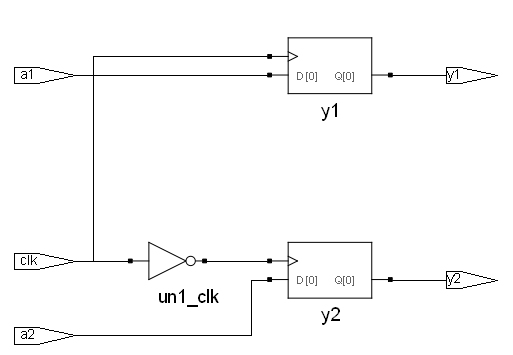 a1
D[0] Q[0]
y1
y1
clk
un1_clk
D[0] Q[0]
y2
y2
a2